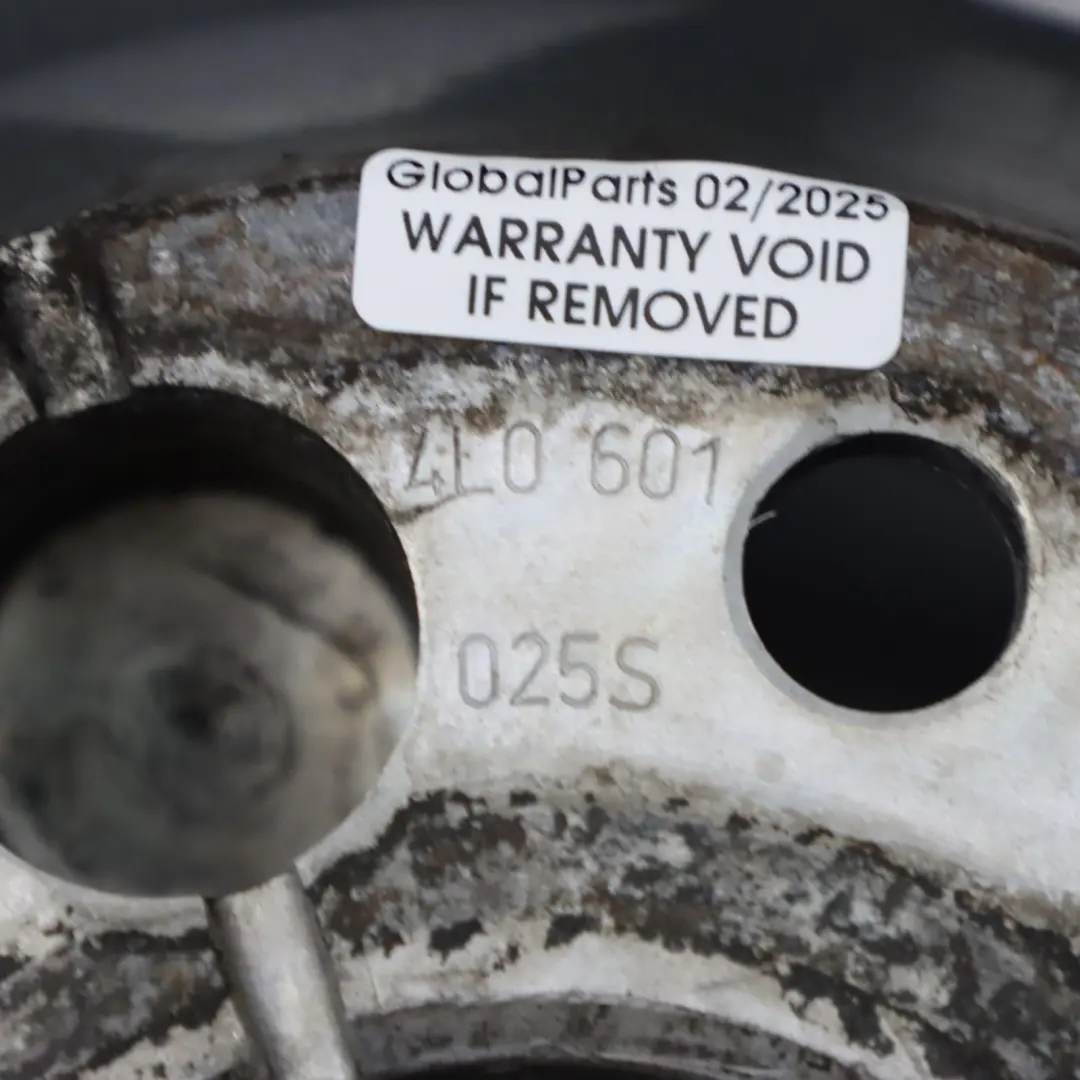 GlobalParts 02/2025
WARRANTY VOID
IF REMOVED
4L0 601
025S